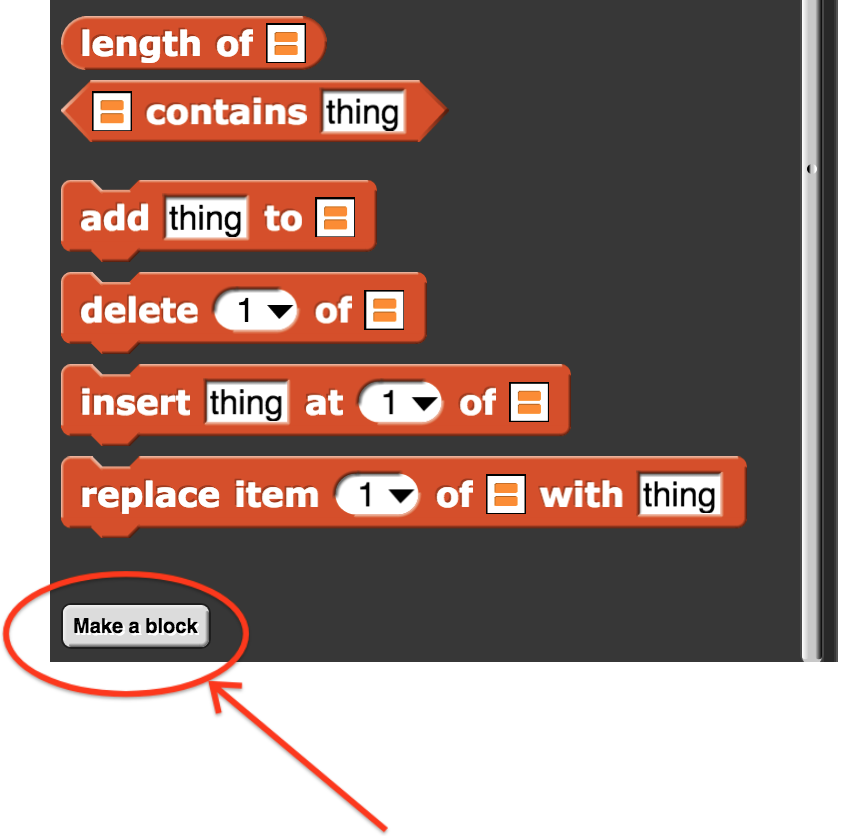 length of
contains thing
add thing to
delete 1 of
insert thing at 1 of
replace item 1 of with thing
Make a block